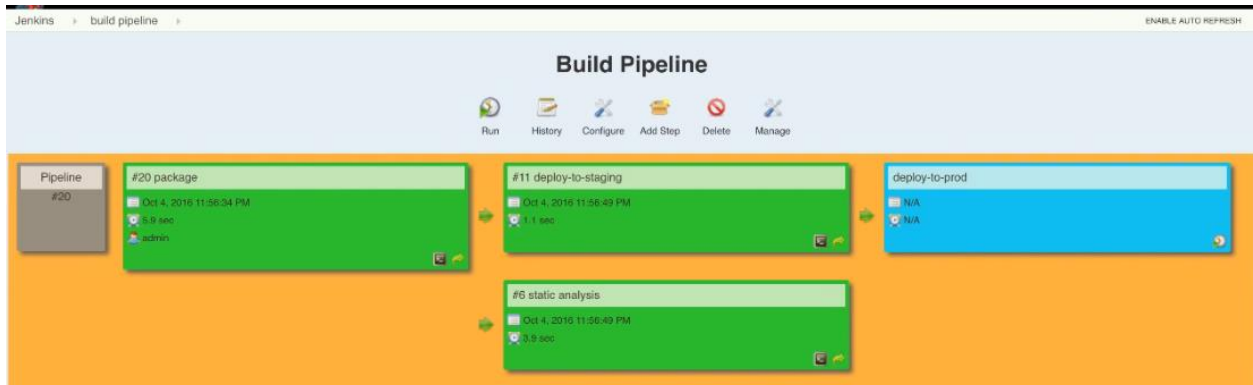 Jenkins build pipeline
ENABLE AUTO REFRESH
Build Pipeline
Run History Configure Add Step Delete Manage
Pipeline
#20
#20 package
Oct 4, 2016 11:56:34 PM
5.9 sec
admin
#11 deploy-to-staging
Oct 4, 2016 11:56:49 PM
1.1 sec
deploy-to-prod
N/A
N/A
#6 static analysis
Oct 4, 2016 11:56:49 PM
3.9 sec